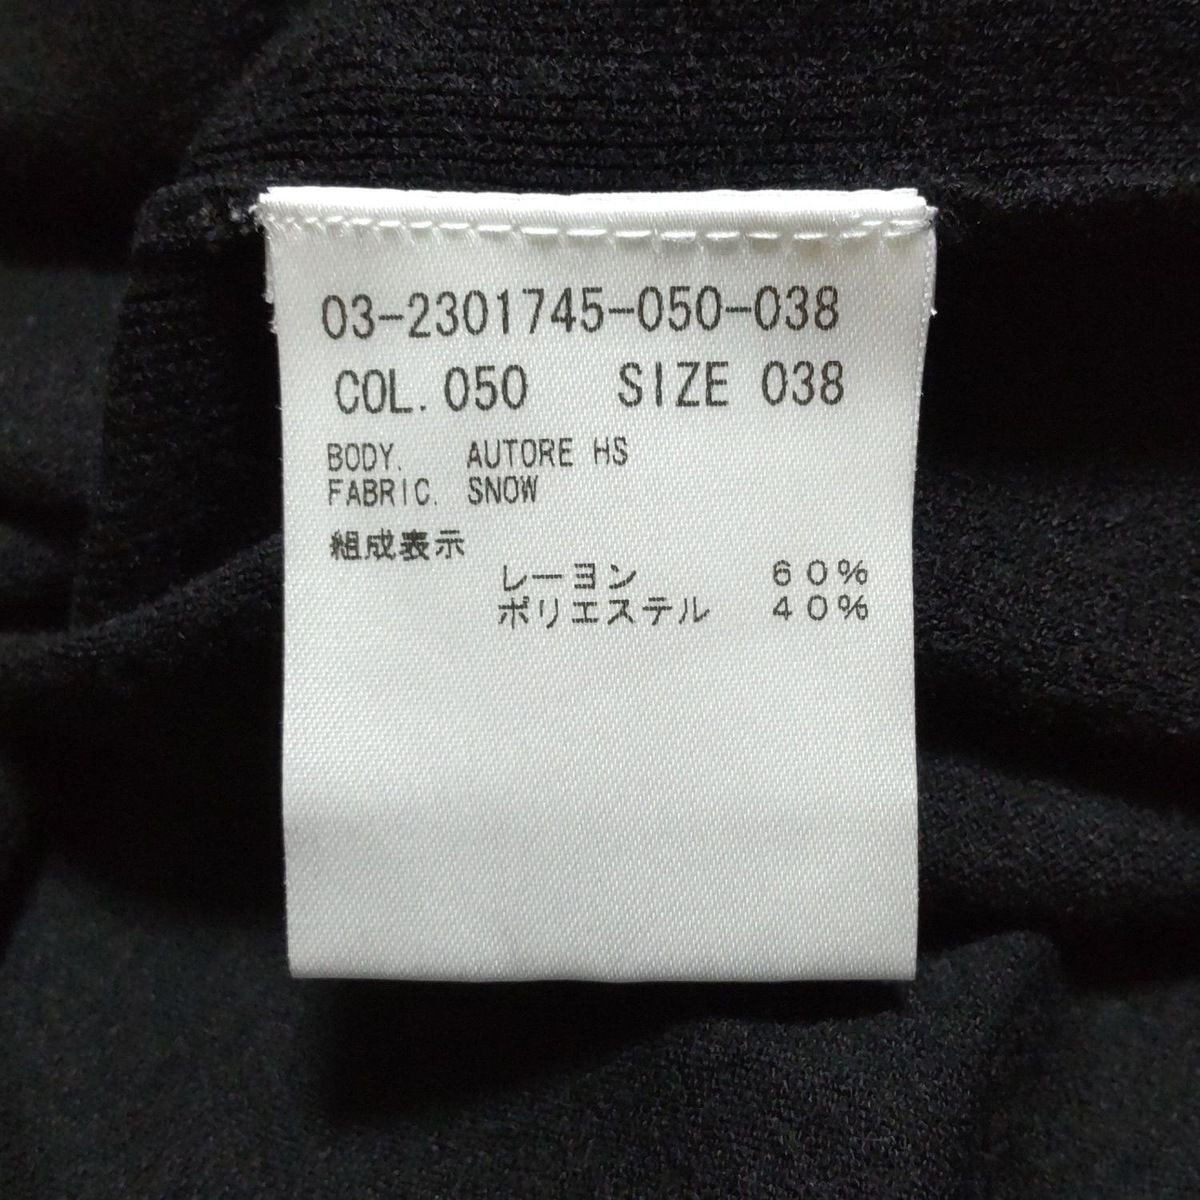 03-2301745-050-038
COL. 050 SIZE 038
BODY. AUTORE HS
FABRIC. SNOW
組成表示
レーヨン 60%
ポリエステル 40%